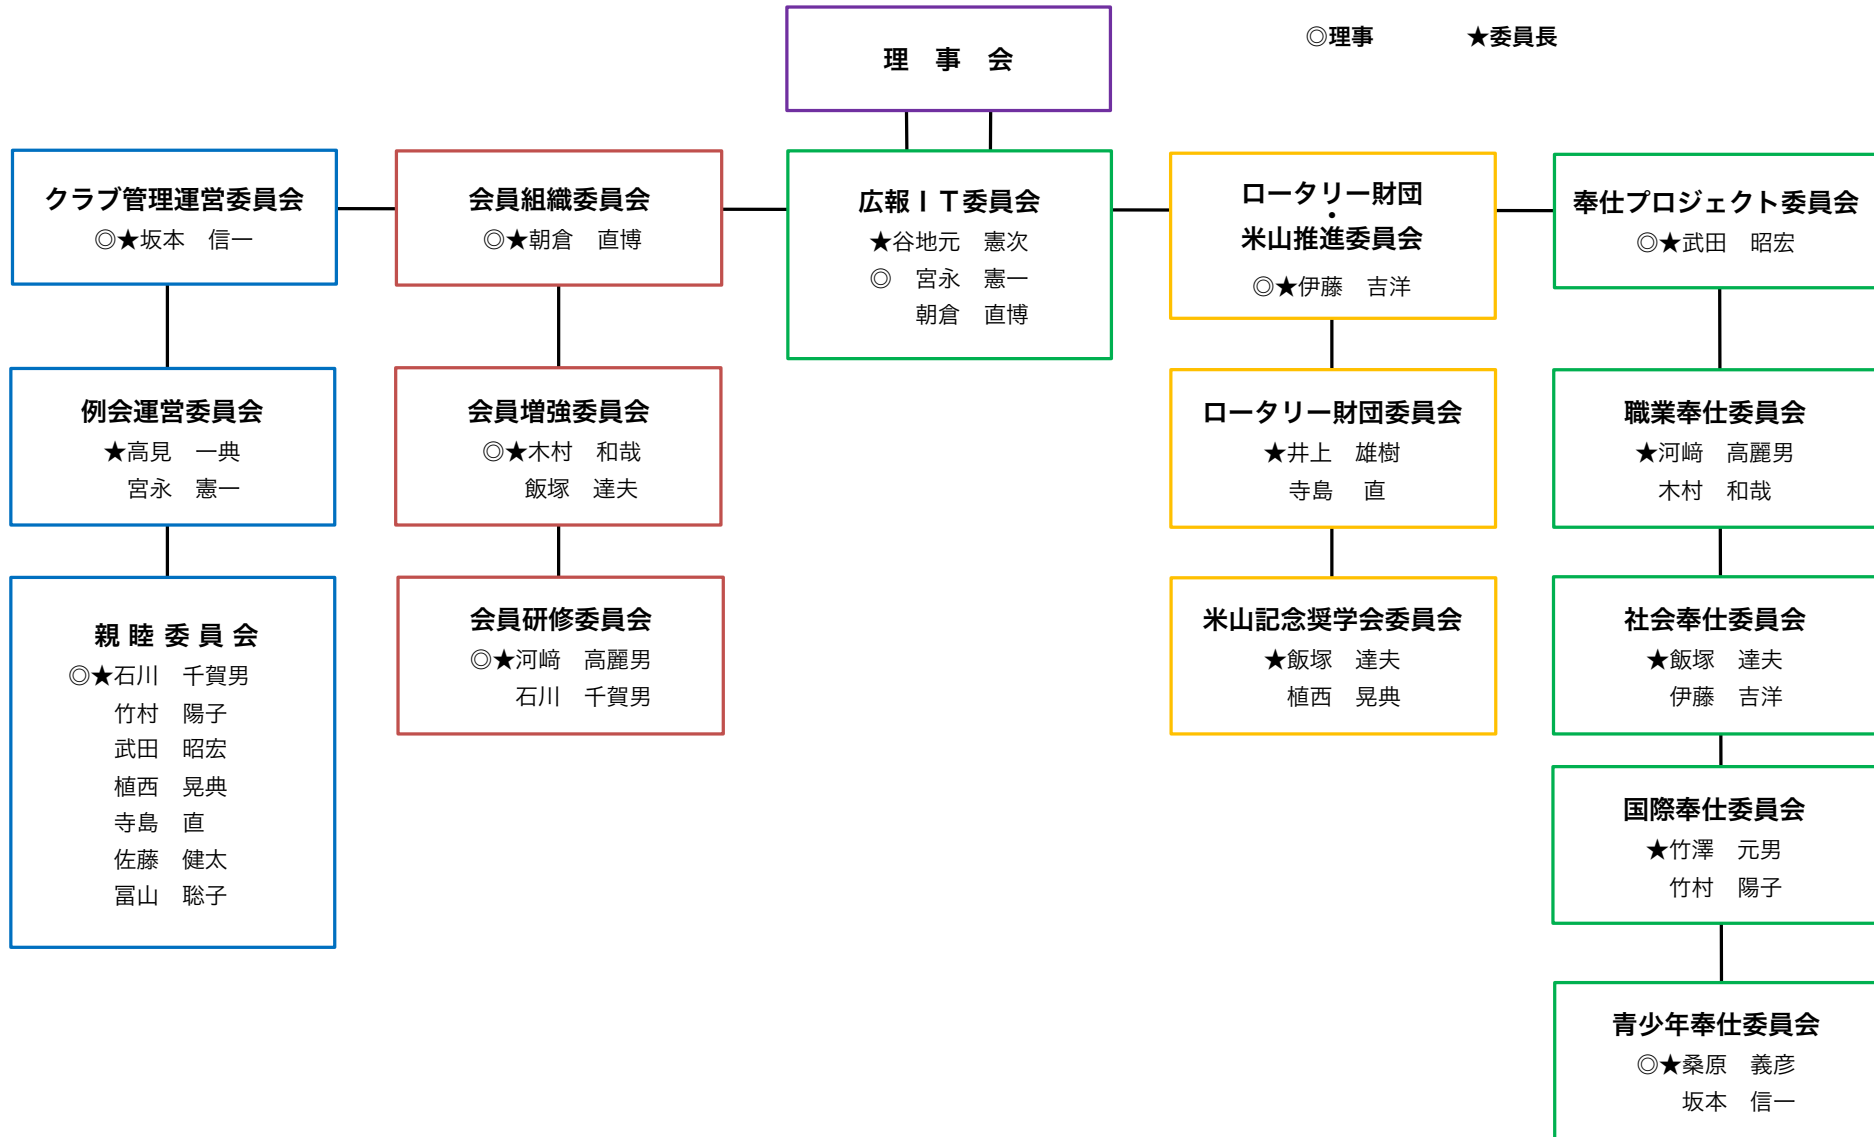 ◎理事　★委員長
理　事　会
クラブ管理運営委員会
◎★坂本　信一
会員組織委員会
◎★朝倉　直博
広報ＩＴ委員会
★谷地元　憲次
◎　宮永　憲一
朝倉　直博
ロータリー財団
・
米山推進委員会
◎★伊藤　吉洋
奉仕プロジェクト委員会
◎★武田　昭宏
例会運営委員会
★高見　一典
宮永　憲一
会員増強委員会
◎★木村　和哉
飯塚　達夫
ロータリー財団委員会
★井上　雄樹
寺島　直
職業奉仕委員会
★河﨑　高麗男
木村　和哉
親 睦 委 員 会
◎★石川　千賀男
竹村　陽子
武田　昭宏
植西　晃典
寺島　直
佐藤　健太
冨山　聡子
会員研修委員会
◎★河﨑　高麗男
石川　千賀男
米山記念奨学会委員会
★飯塚　達夫
植西　晃典
社会奉仕委員会
★飯塚　達夫
伊藤　吉洋
国際奉仕委員会
★竹澤　元男
竹村　陽子
青少年奉仕委員会
◎★桑原　義彦
坂本　信一